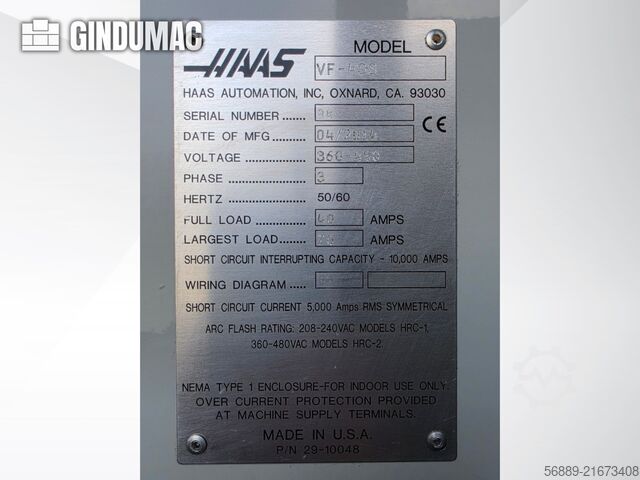 GINDUMAC
HAAS MODEL VF-
HAAS AUTOMATION, INC, OXNARD, CA. 93030
SERIAL NUMBER .......
DATE OF MFG ........... 04/
CE
VOLTAGE .................. 360-
PHASE ....................... 3
HERTZ ....................... 50/60
FULL LOAD ............... AMPS
LARGEST LOAD........ AMPS
SHORT CIRCUIT INTERRUPTING CAPACITY - 10,000 AMPS
WIRING DIAGRAM .....
SHORT CIRCUIT CURRENT 5,000 Amps RMS SYMMETRICAL
ARC FLASH RATING: 208-240VAC MODELS HRC-1,
360-480VAC MODELS HRC-2.
NEMA TYPE 1 ENCLOSURE-FOR INDOOR USE ONLY:
OVER CURRENT PROTECTION PROVIDED
AT MACHINE SUPPLY TERMINALS.
MADE IN U.S.A.
P/N 29-10048
56889-21673408